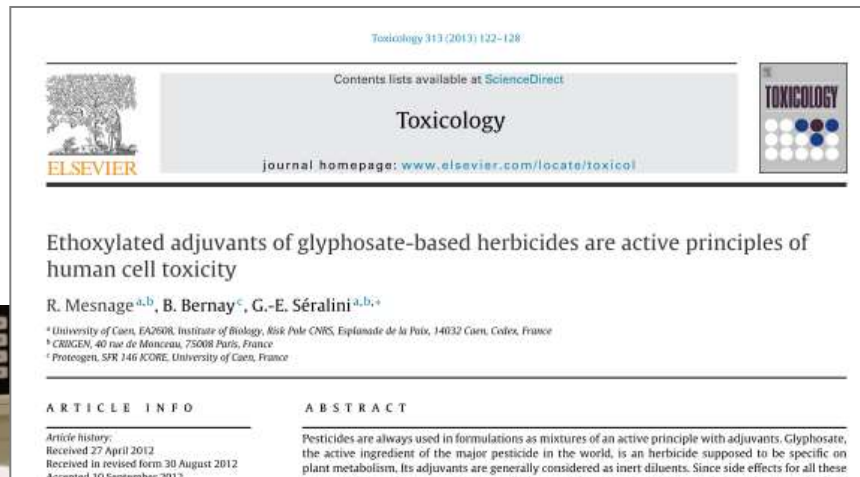 Toxicology 313 (2013) 122–128
Contents lists available at ScienceDirect
Toxicology
journal homepage: www.elsevier.com/locate/toxicol
ELSEVIER
TOXICOLOGY
Ethoxylated adjuvants of glyphosate-based herbicides are active principles of
human cell toxicity
R. Mesnage a,b, B. Bernay c, G.-E. Séralini a,b,*
a University of Caen, EA2608, Institute of Biology, Risk Pole CNRS, Esplanade de la Paix, 14032 Caen, Cedex, France
b CRIIGEN, 40 rue de Monceau, 75008 Paris, France
c Proteogen, SFR 146 ICORE, University of Caen, France
ARTICLE INFO
Article history:
Received 27 April 2012
Received in revised form 30 August 2012
Accepted 10 September 2012
ABSTRACT
Pesticides are always used in formulations as mixtures of an active principle with adjuvants. Glyphosate,
the active ingredient of the major pesticide in the world, is an herbicide supposed to be specific on
plant metabolism. Its adjuvants are generally considered as inert diluents. Since side effects for all these